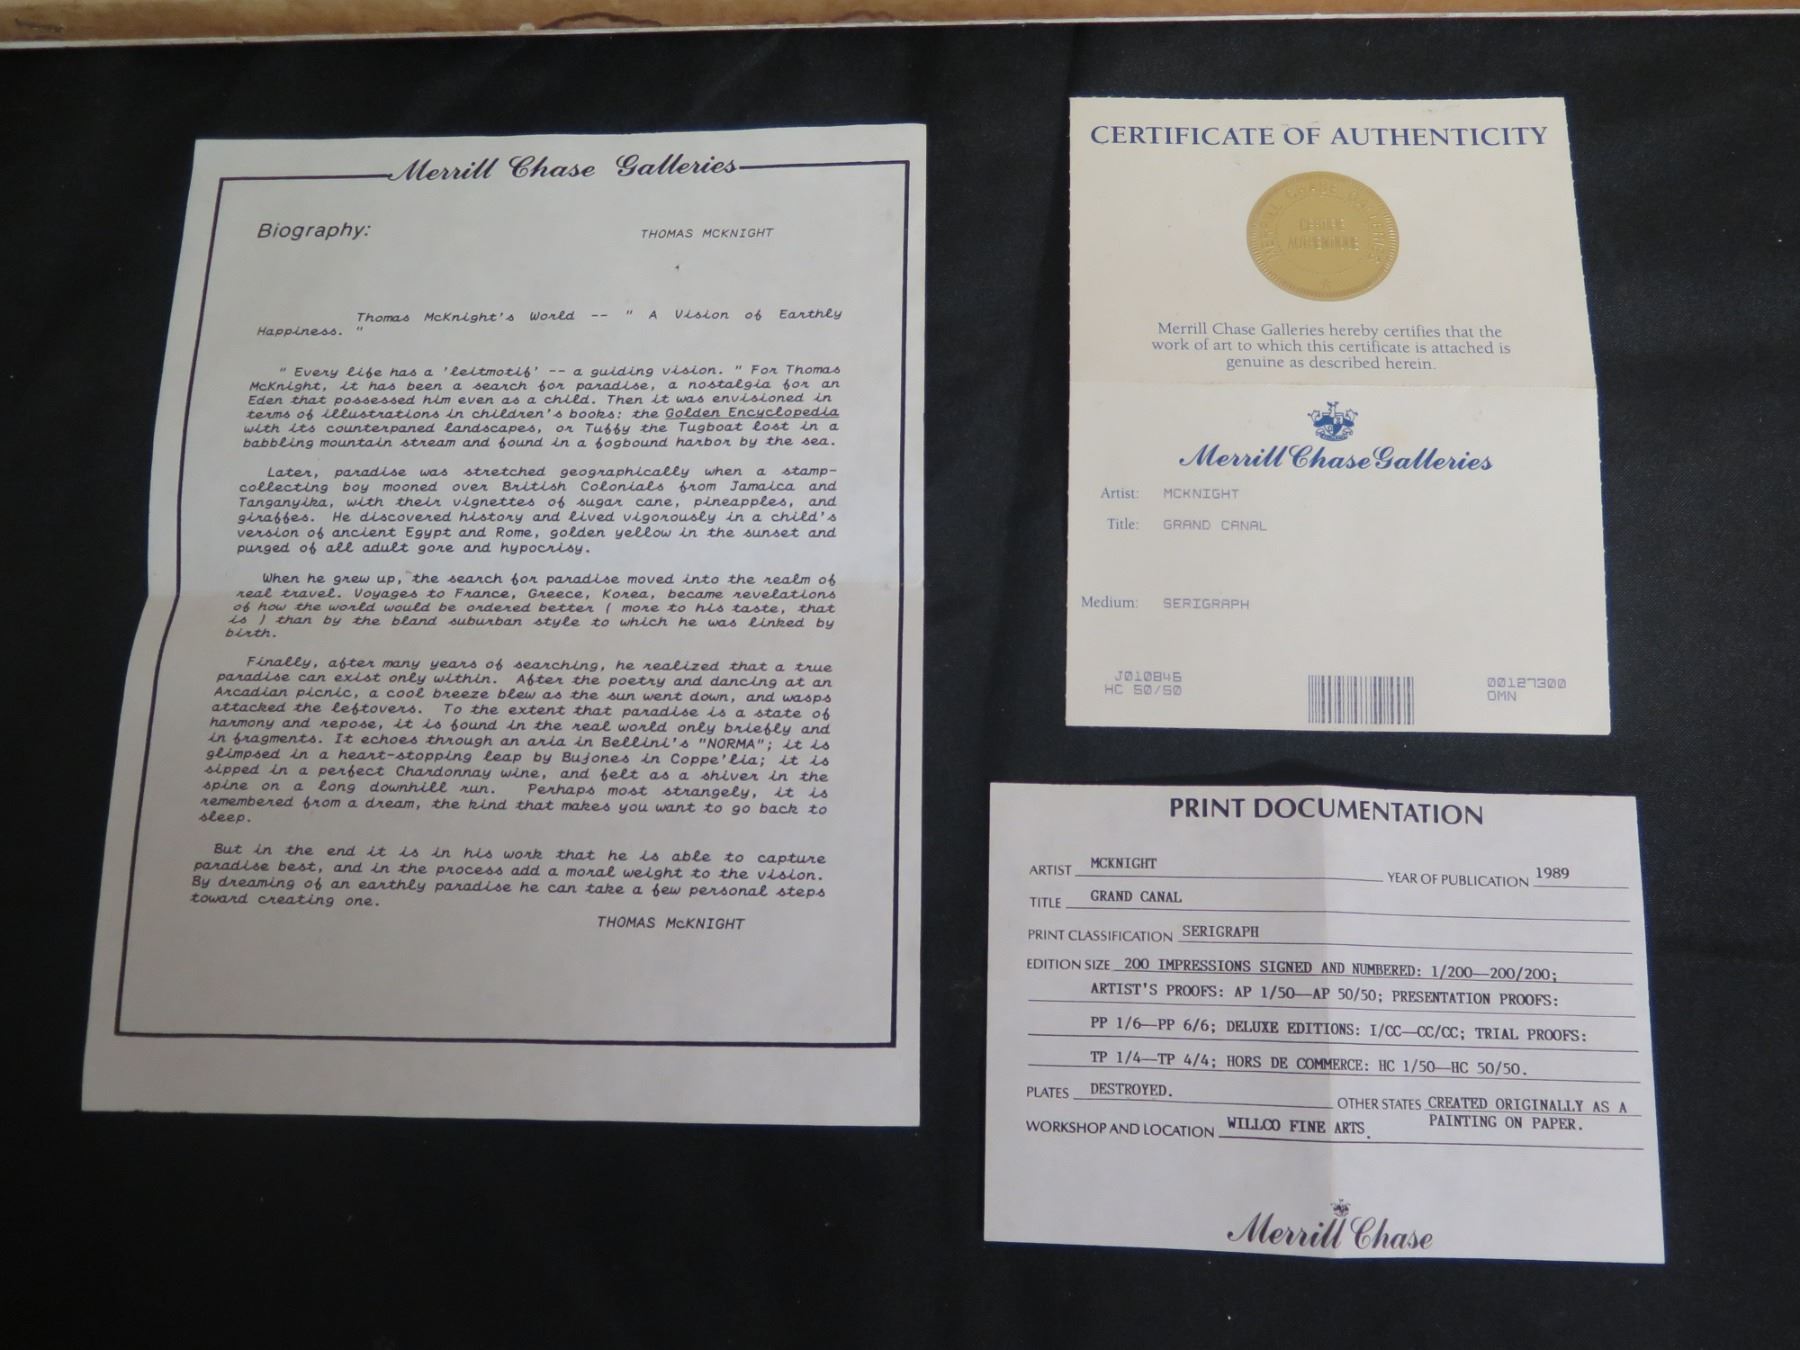 Merrill Chase Galleries
Biography:
THOMAS MCKNIGHT
Thomas McKnight's World -- " A Vision of Earthly
Happiness. "
" Every life has a 'leitmotif' -- a guiding vision. " For Thomas
McKnight, it has been a search for paradise, a nostalgia for an
Eden that possessed him even as a child. Then it was envisioned in
terms of illustrations in children's books: the Golden Encyclopedia
with its counterpaned landscapes, or Tuffy the Tugboat lost in a
babbling mountain stream and found in a fogbound harbor by the sea.
Later, paradise was stretched geographically when a stamp-
collecting boy mooned over British Colonials from Jamaica and
Tanganyika, with their vignettes of sugar cane, pineapples, and
giraffes. He discovered history and lived vigorously in a child's
version of ancient Egypt and Rome, golden yellow in the sunset and
purged of all adult gore and hypocrisy.
When he grew up, the search for paradise moved into the realm of
real travel. Voyages to France, Greece, Korea, became revelations
of how the world would be ordered better ( more to his taste, that
is ) than by the bland suburban style to which he was linked by
birth.
Finally, after many years of searching, he realized that a true
paradise can exist only within. After the poetry and dancing at an
Arcadian picnic, a cool breeze blew as the sun went down, and wasps
attacked the leftovers. To the extent that paradise is a state of
harmony and repose, it is found in the real world only briefly and
in fragments. It echoes through an aria in Bellini's "NORMA"; it is
glimpsed in a heart-stopping leap by Bujones in Coppe'lia; it is
sipped in a perfect Chardonnay wine, and felt as a shiver in the
spine on a long downhill run. Perhaps most strangely, it is
remembered from a dream, the kind that makes you want to go back to
sleep.
But in the end it is in his work that he is able to capture
paradise best, and in the process add a moral weight to the vision.
By dreaming of an earthly paradise he can take a few personal steps
toward creating one.
THOMAS McKNIGHT
CERTIFICATE OF AUTHENTICITY
MERRILL CHASE GALLERIES
AUTHENTIQUE
Merrill Chase Galleries hereby certifies that the
work of art to which this certificate is attached is
genuine as described herein.
Merrill Chase Galleries
Artist: MCKNIGHT
Title: GRAND CANAL
Medium: SERIGRAPH
J010846
HC 50/50
00127300
OMN
PRINT DOCUMENTATION
ARTIST MCKNIGHT YEAR OF PUBLICATION 1989
TITLE GRAND CANAL
PRINT CLASSIFICATION SERIGRAPH
EDITION SIZE 200 IMPRESSIONS SIGNED AND NUMBERED: 1/200—200/200;
ARTIST'S PROOFS: AP 1/50—AP 50/50; PRESENTATION PROOFS:
PP 1/6—PP 6/6; DELUXE EDITIONS: I/CC—CC/CC; TRIAL PROOFS:
TP 1/4—TP 4/4; HORS DE COMMERCE: HC 1/50—HC 50/50.
PLATES DESTROYED. OTHER STATES CREATED ORIGINALLY AS A
PAINTING ON PAPER.
WORKSHOP AND LOCATION WILLCO FINE ARTS.
Merrill Chase